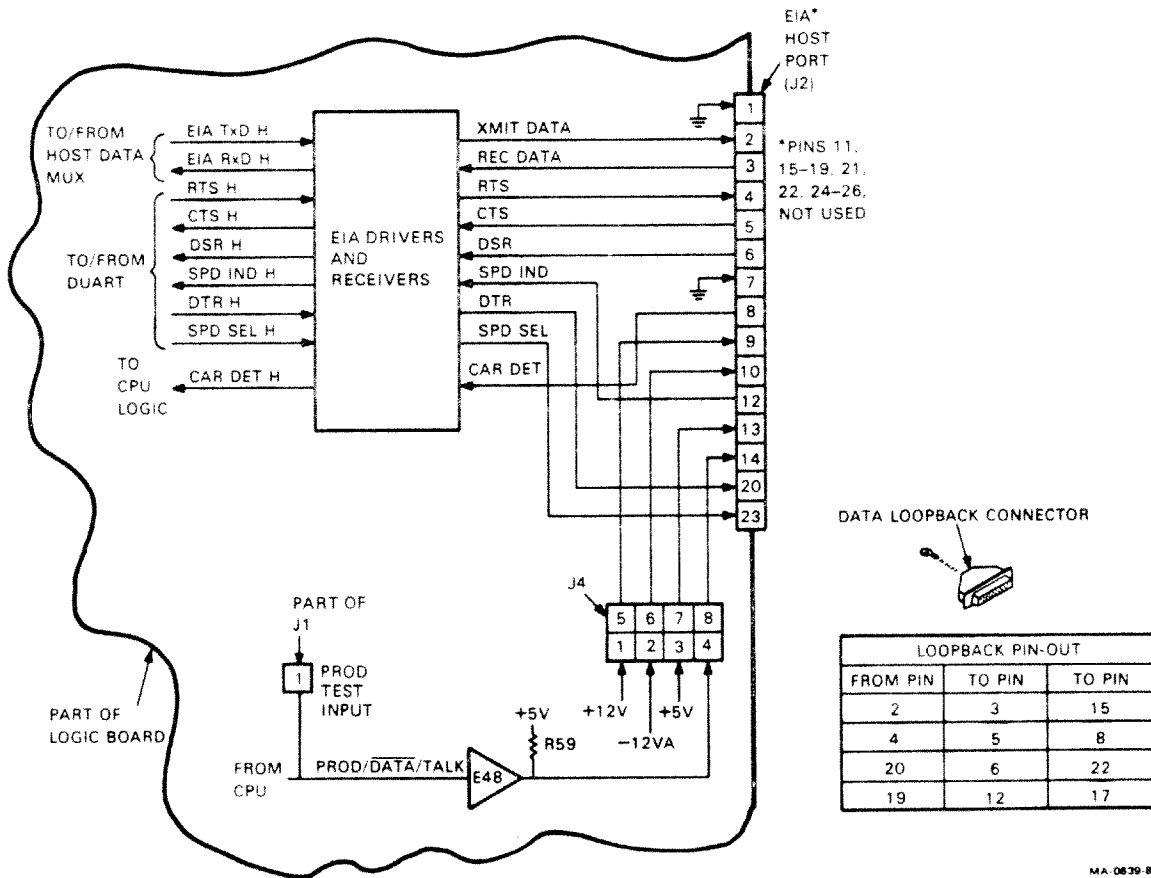 EIA*
HOST
PORT
(J2)
*PINS 11,
15–19, 21,
22, 24–26,
NOT USED
TO/FROM
HOST DATA
MUX
EIA TxD H
EIA RxD H
TO/FROM
DUART
RTS H
CTS H
DSR H
SPD IND H
DTR H
SPD SEL H
TO
CPU
LOGIC
CAR DET H
EIA DRIVERS
AND
RECEIVERS
XMIT DATA
REC DATA
RTS
CTS
DSR
SPD IND
DTR
SPD SEL
CAR DET
1
2
3
4
5
6
7
8
9
10
12
13
14
20
23
J4
5 6 7 8
1 2 3 4
+12V
-12VA
+5V
PART OF
J1
1
PROD
TEST
INPUT
PART OF
LOGIC BOARD
FROM
CPU
PROD/DATA/TALK
E48
+5V
R59
DATA LOOPBACK CONNECTOR
LOOPBACK PIN-OUT
FROM PIN TO PIN TO PIN
2 3 15
4 5 8
20 6 22
19 12 17